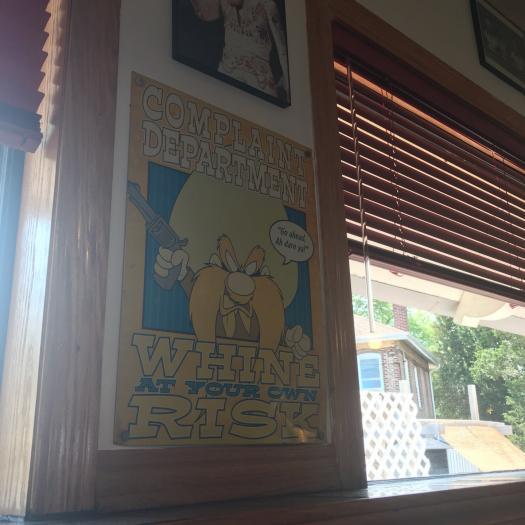 COMPLAINT
DEPARTMENT
"Go ahead,
Ah dare ya!"
WHINE
AT YOUR OWN
RISK